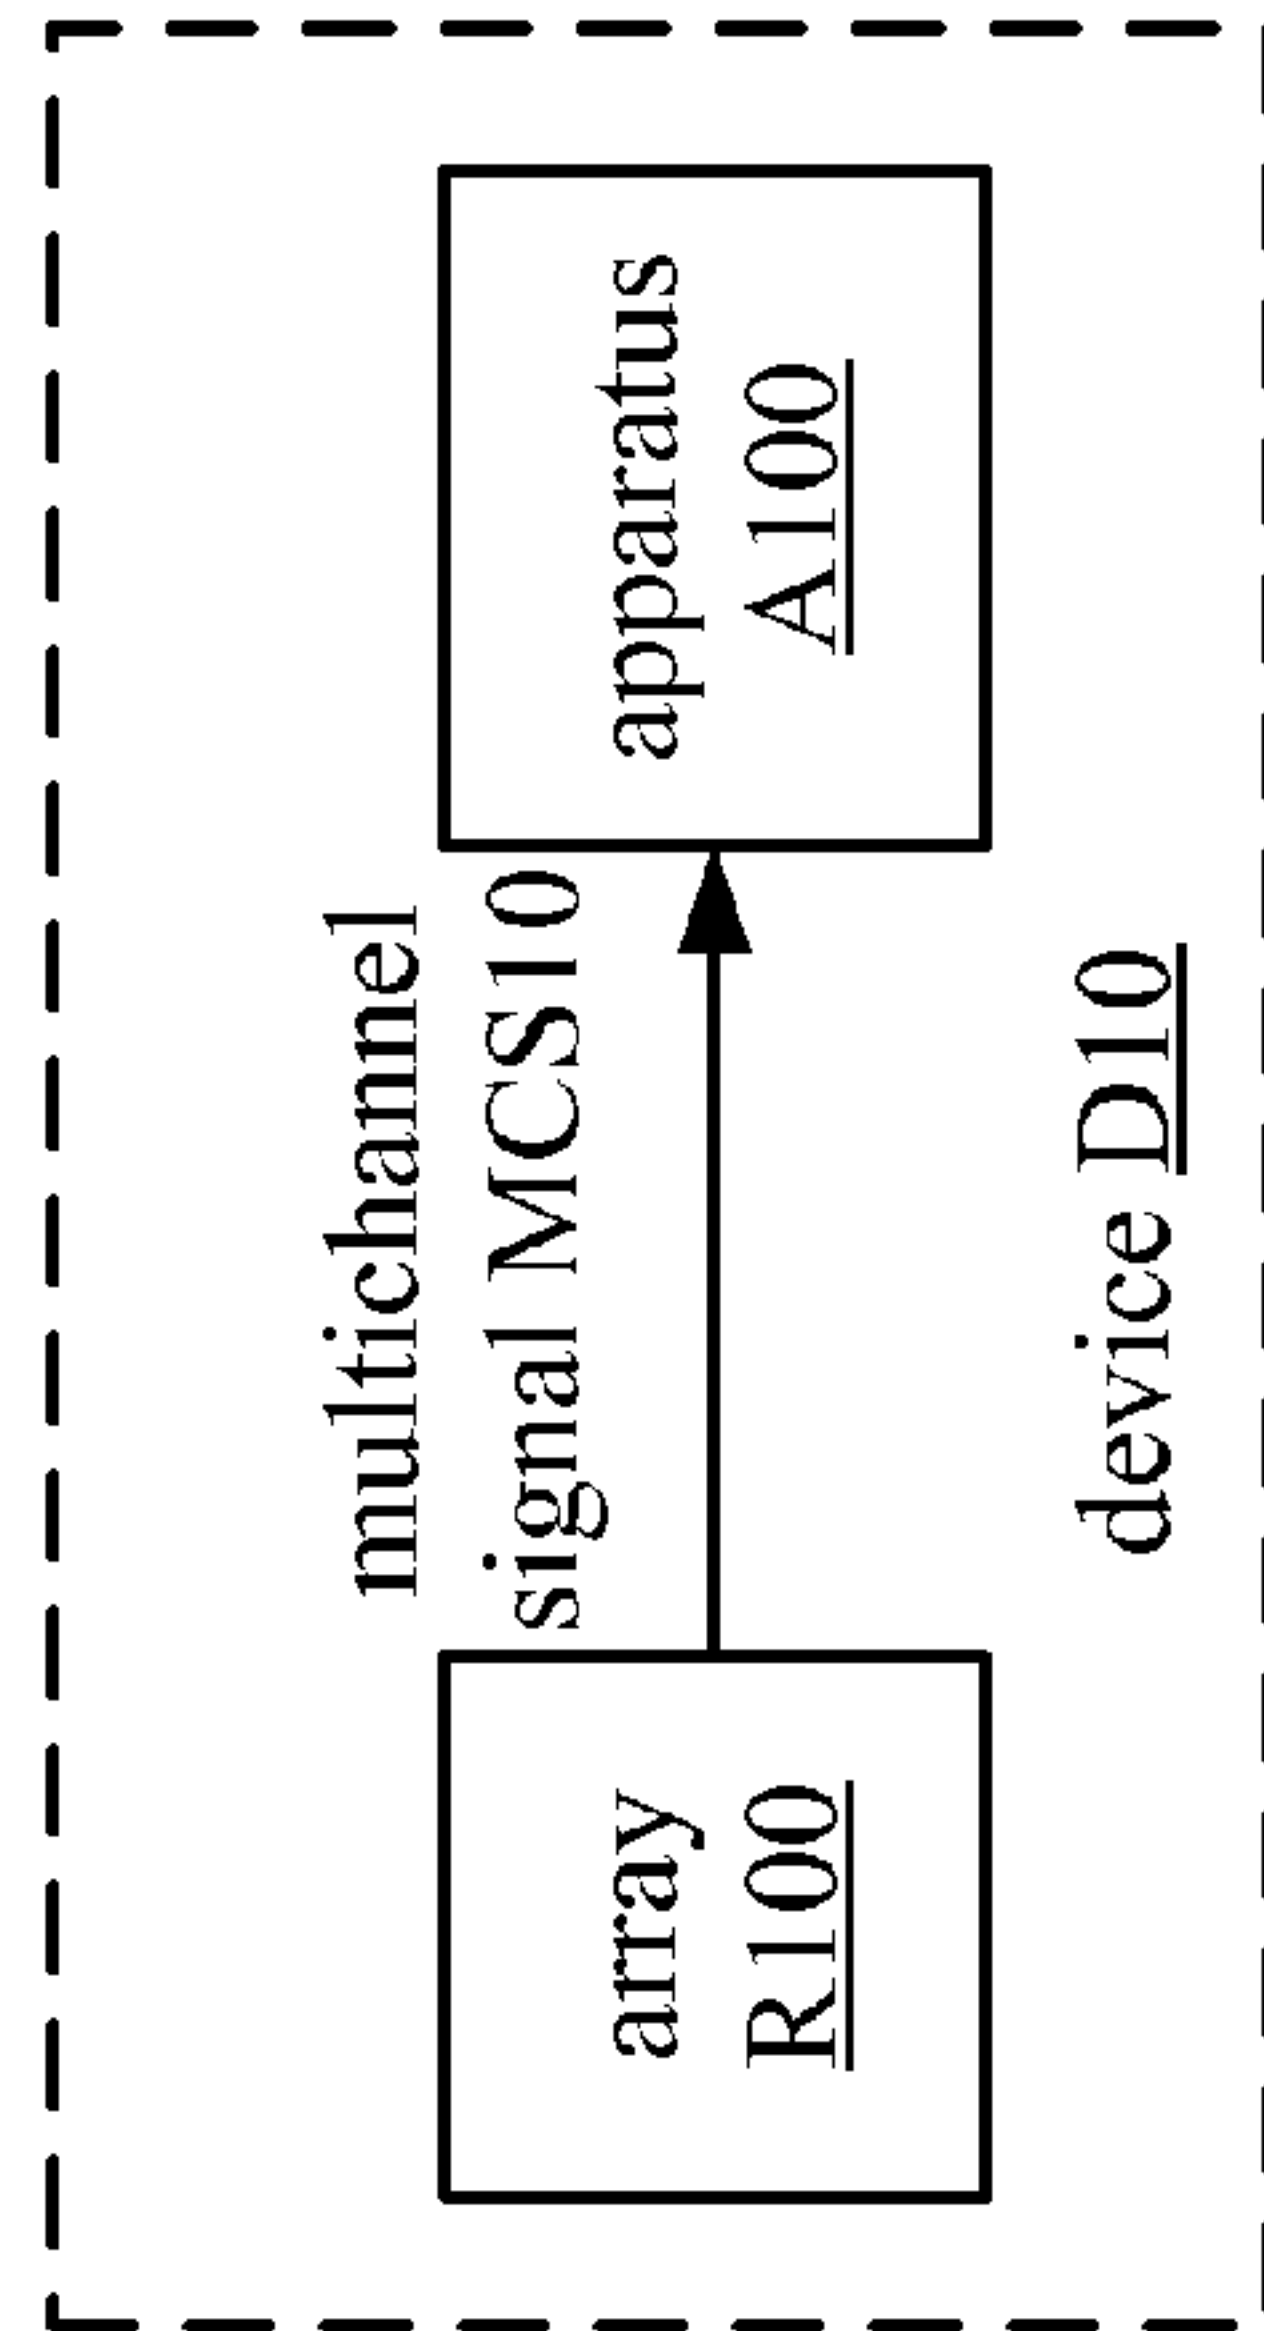 multichannel
signal MCS10
array
R100
apparatus
A100
device D10